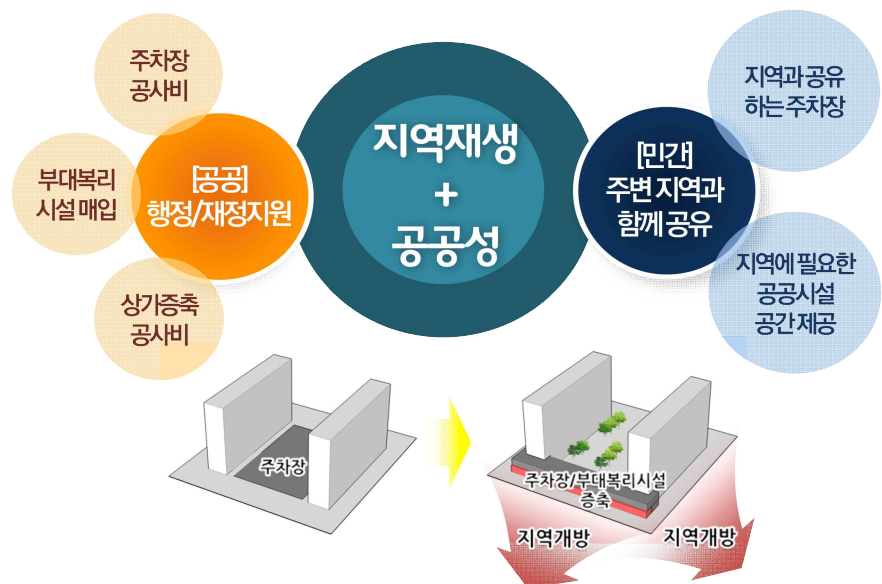 주차장
공사비
부대복리
시설 매입
상가증축
공사비
[공공]
행정/재정지원
지역재생
+
공공성
[민간]
주변 지역과
함께 공유
지역과 공유
하는 주차장
지역에 필요한
공공시설
공간 제공
주차장
주차장/부대복리시설
증축
지역개방
지역개방